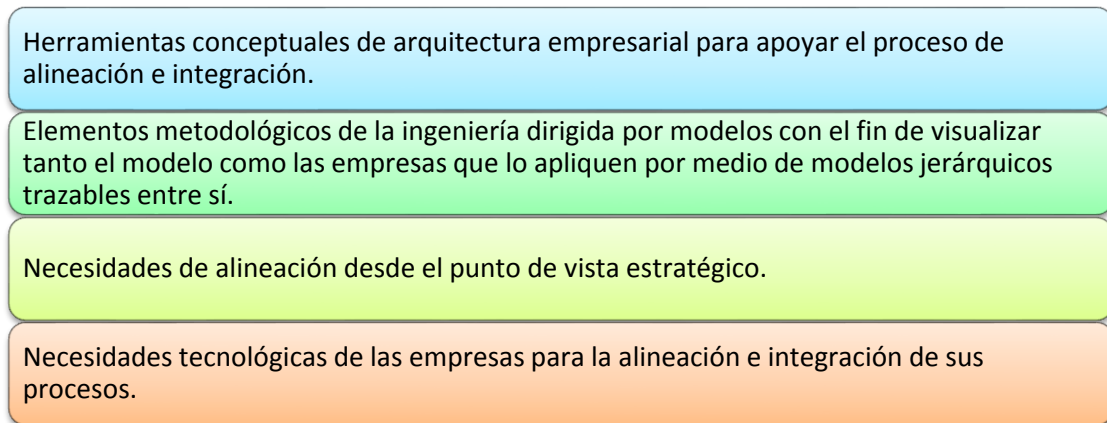 Herramientas conceptuales de arquitectura empresarial para apoyar el proceso de
alineación e integración.
Elementos metodológicos de la ingeniería dirigida por modelos con el fin de visualizar
tanto el modelo como las empresas que lo apliquen por medio de modelos jerárquicos
trazables entre sí.
Necesidades de alineación desde el punto de vista estratégico.
Necesidades tecnológicas de las empresas para la alineación e integración de sus
procesos.